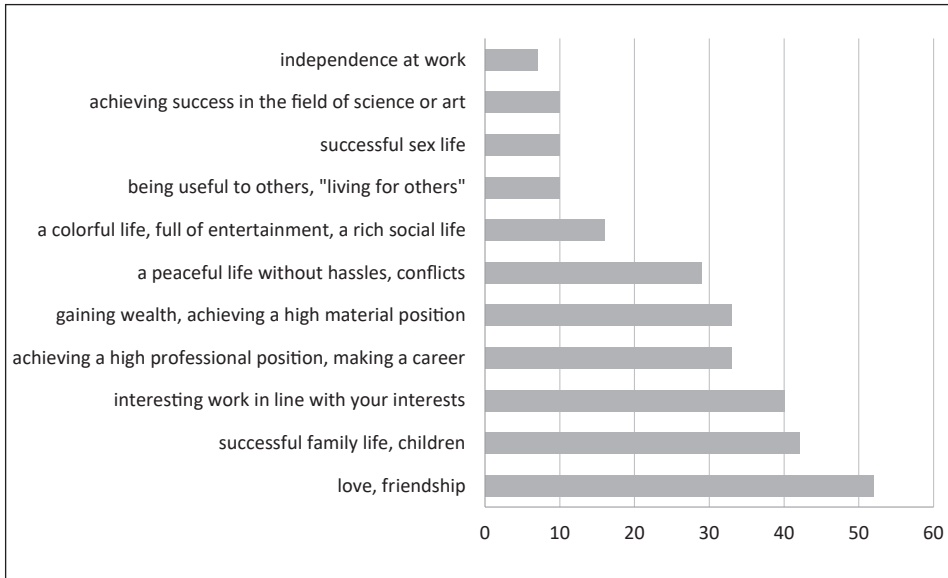 independence at work
achieving success in the field of science or art
successful sex life
being useful to others, "living for others"
a colorful life, full of entertainment, a rich social life
a peaceful life without hassles, conflicts
gaining wealth, achieving a high material position
achieving a high professional position, making a career
interesting work in line with your interests
successful family life, children
love, friendship
0 10 20 30 40 50 60